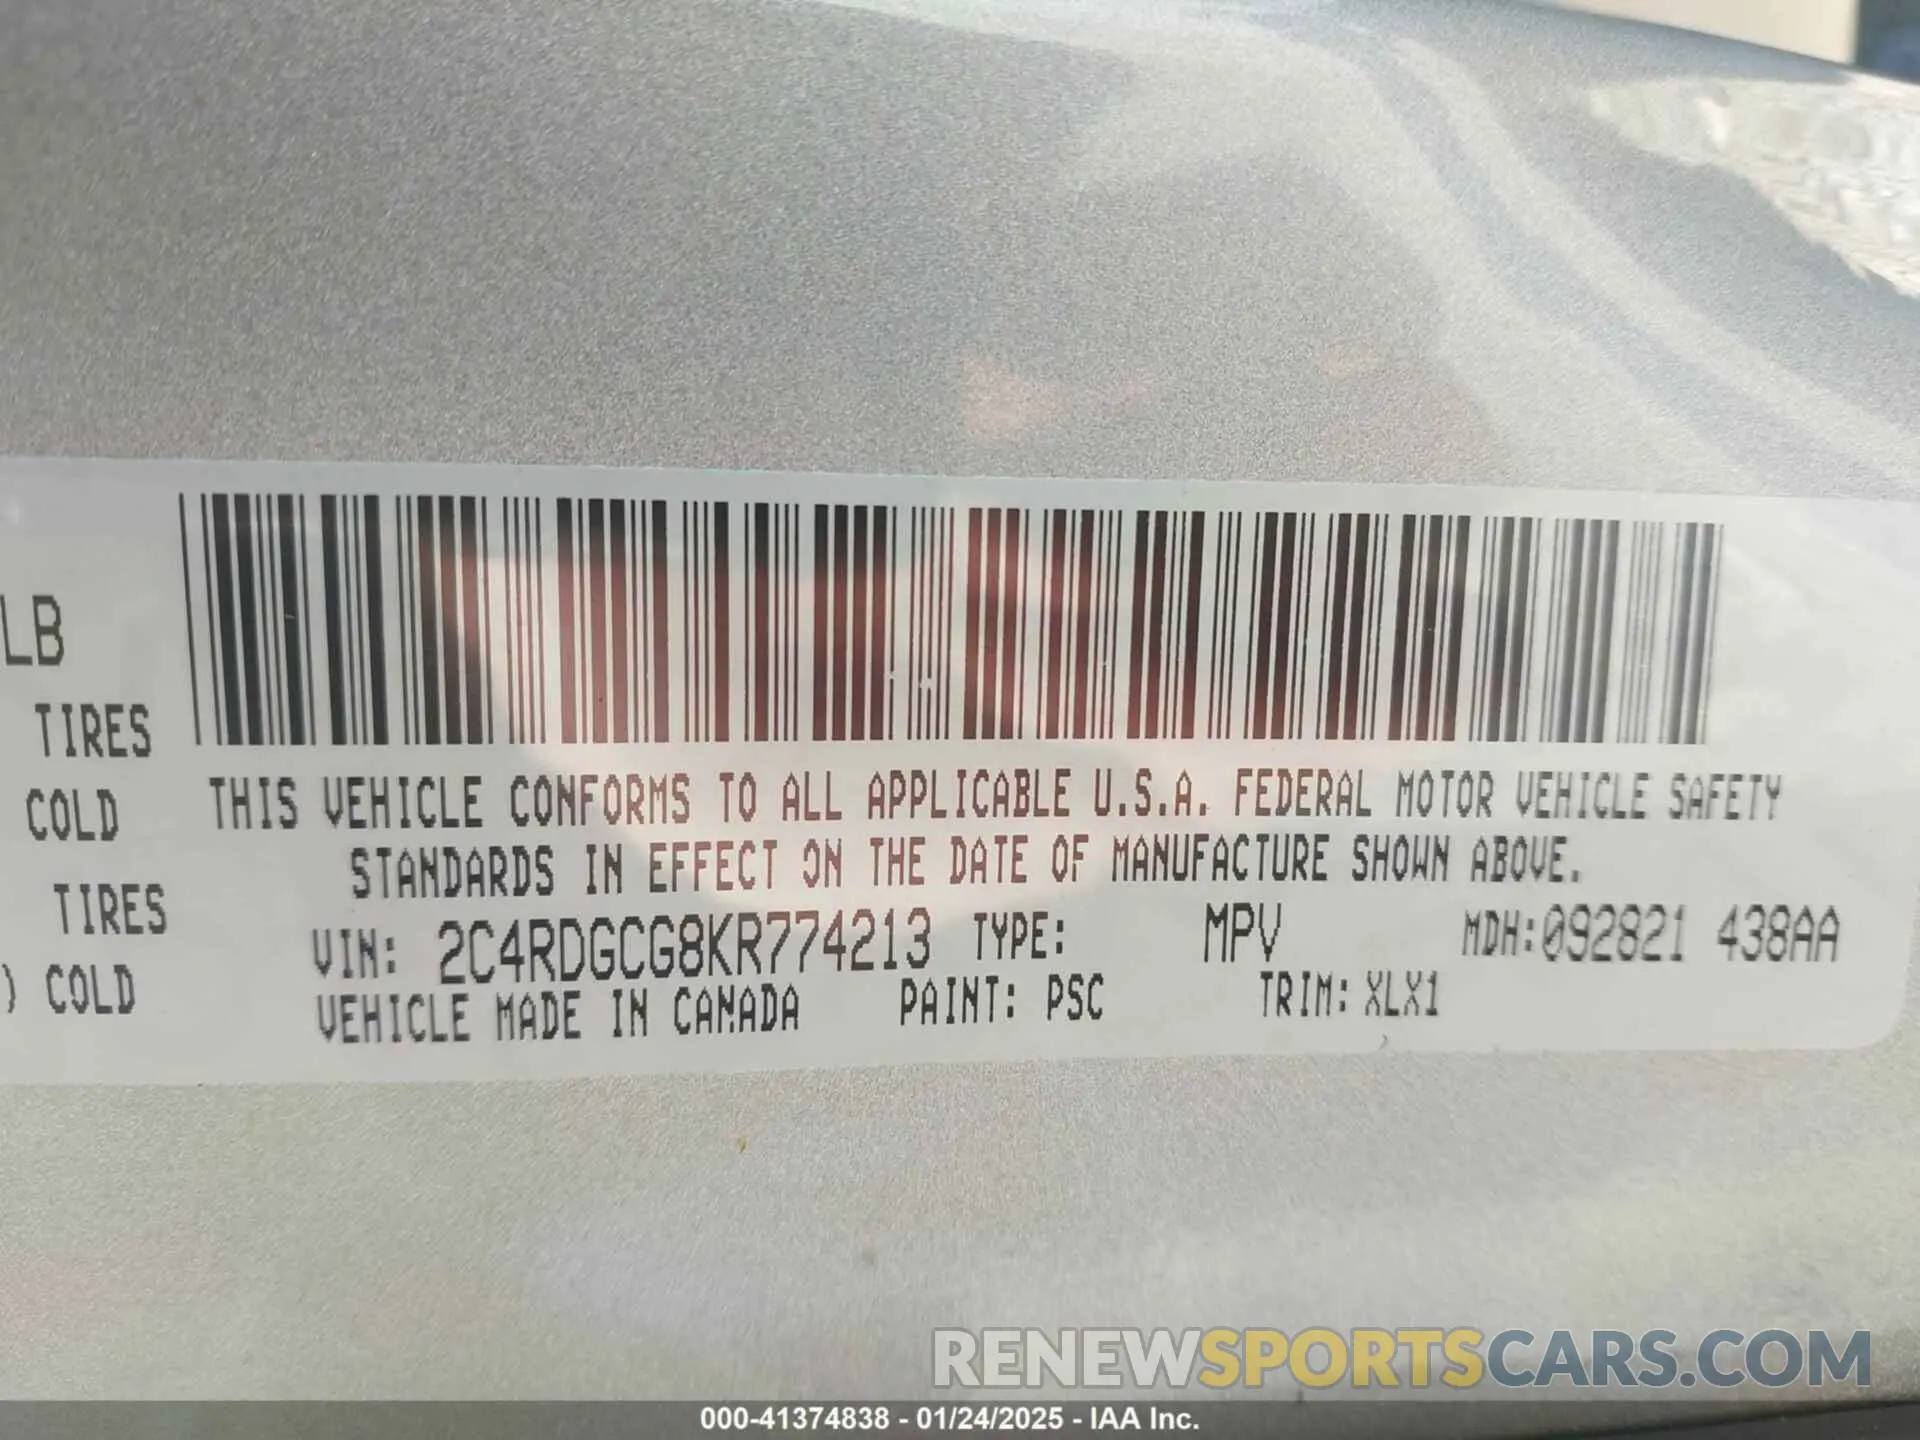 LB
TIRES
COLD
TIRES
) COLD
THIS VEHICLE CONFORMS TO ALL APPLICABLE U.S.A. FEDERAL MOTOR VEHICLE SAFETY
STANDARDS IN EFFECT ON THE DATE OF MANUFACTURE SHOWN ABOVE.
VIN: 2C4RDGCG8KR774213 TYPE: MPV MDH:092821 438AA
VEHICLE MADE IN CANADA PAINT: PSC TRIM: XLX1
RENEWSPORTSCARS.COM
000-41374838 - 01/24/2025 - IAA Inc.